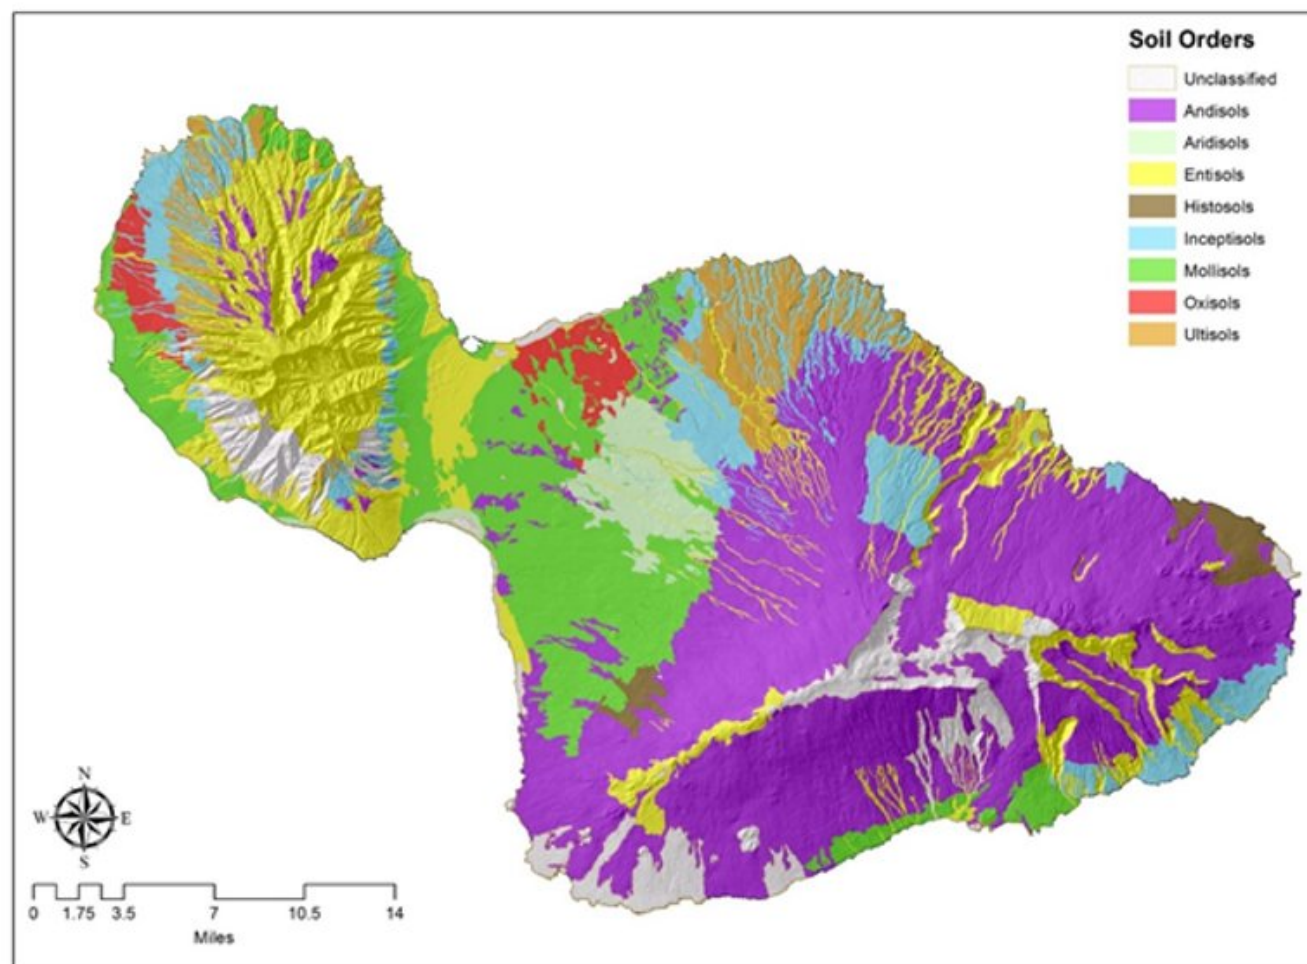 Soil Orders
Unclassified
Andisols
Aridisols
Entisols
Histosols
Inceptisols
Mollisols
Oxisols
Ultisols
N
W E
S
0 1.75 3.5 7 10.5 14
Miles